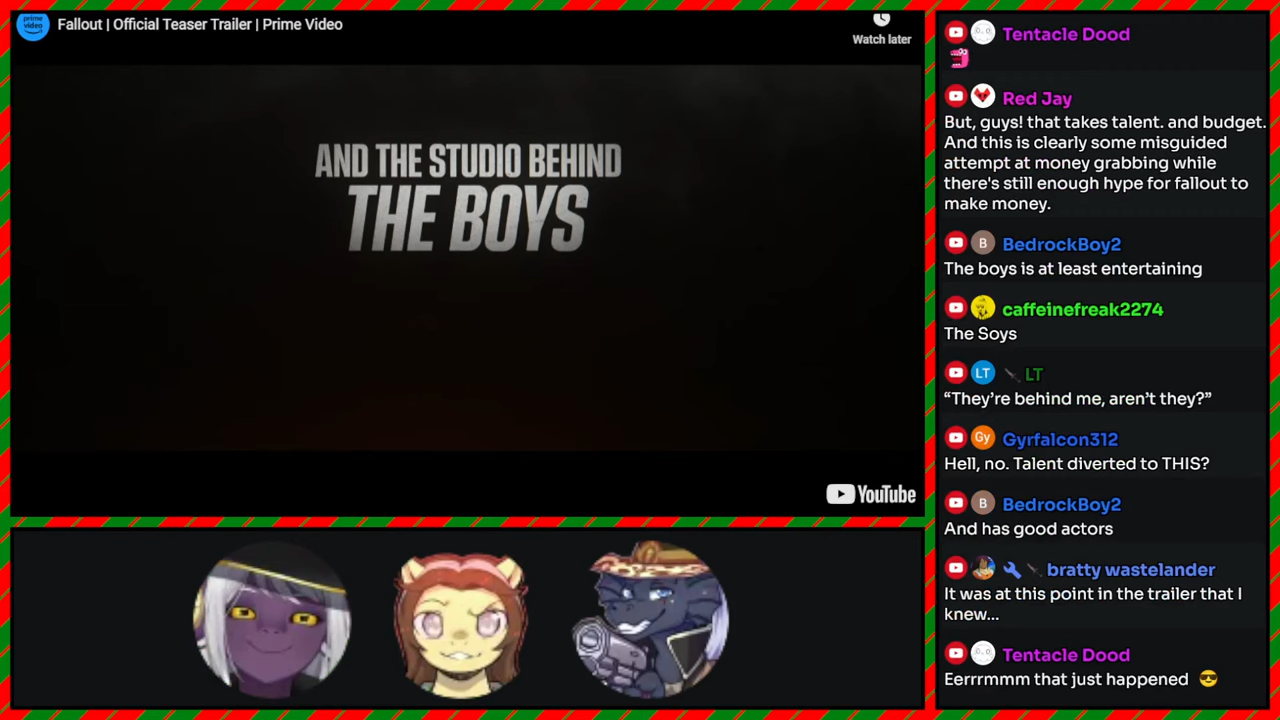 prime video
Fallout | Official Teaser Trailer | Prime Video
Watch later
AND THE STUDIO BEHIND
THE BOYS
YouTube
Tentacle Dood
Red Jay
But, guys! that takes talent. and budget.
And this is clearly some misguided
attempt at money grabbing while
there's still enough hype for fallout to
make money.
B BedrockBoy2
The boys is at least entertaining
caffeinefreak2274
The Soys
LT LT
“They’re behind me, aren’t they?”
Gy Gyrfalcon312
Hell, no. Talent diverted to THIS?
B BedrockBoy2
And has good actors
bratty wastelander
It was at this point in the trailer that I
knew...
Tentacle Dood
Eerrrmmm that just happened 😎